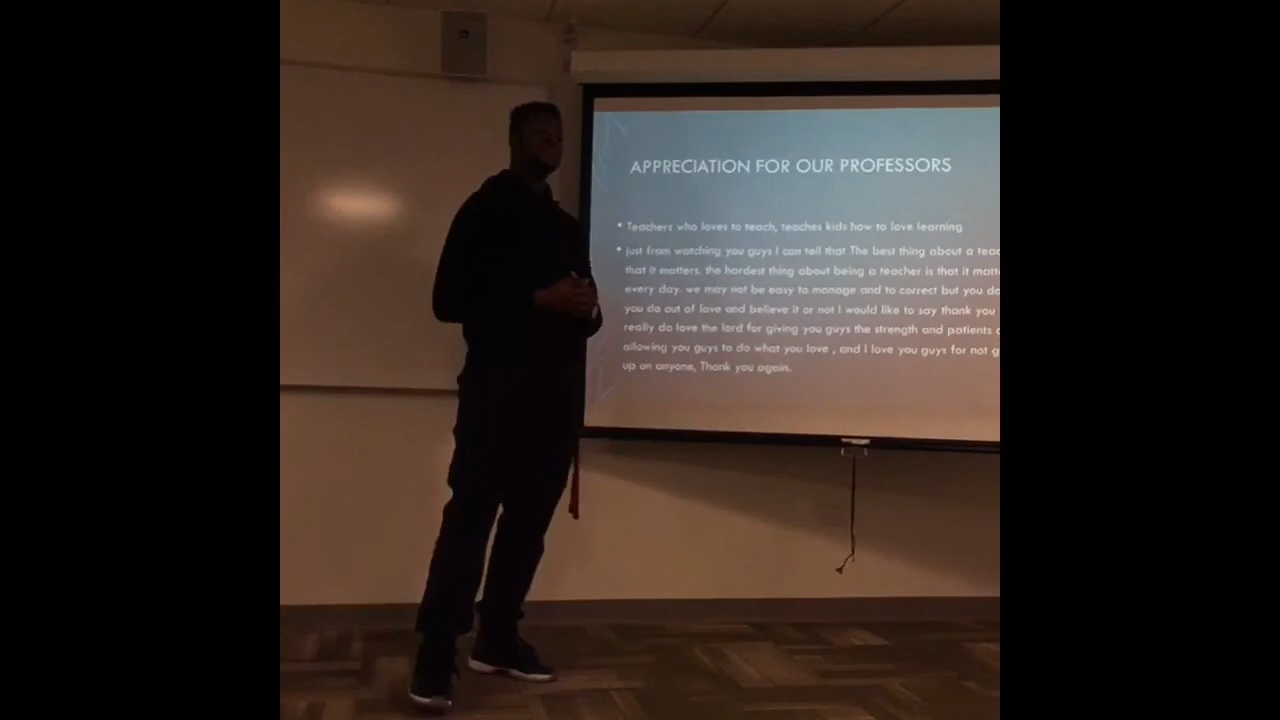 APPRECIATION FOR OUR PROFESSORS
• Teachers who loves to teach, teaches kids how to love learning
• Just from watching you guys I can tell that The best thing about a teac
that it matters. the hardest thing about being a teacher is that it matt
every day. we may not be easy to manage and to correct but you do
you do out of love and believe it or not I would like to say thank you
really do love the lord for giving you guys the strength and patients
allowing you guys to do what you love , and I love you guys for not g
up on anyone, Thank you again.